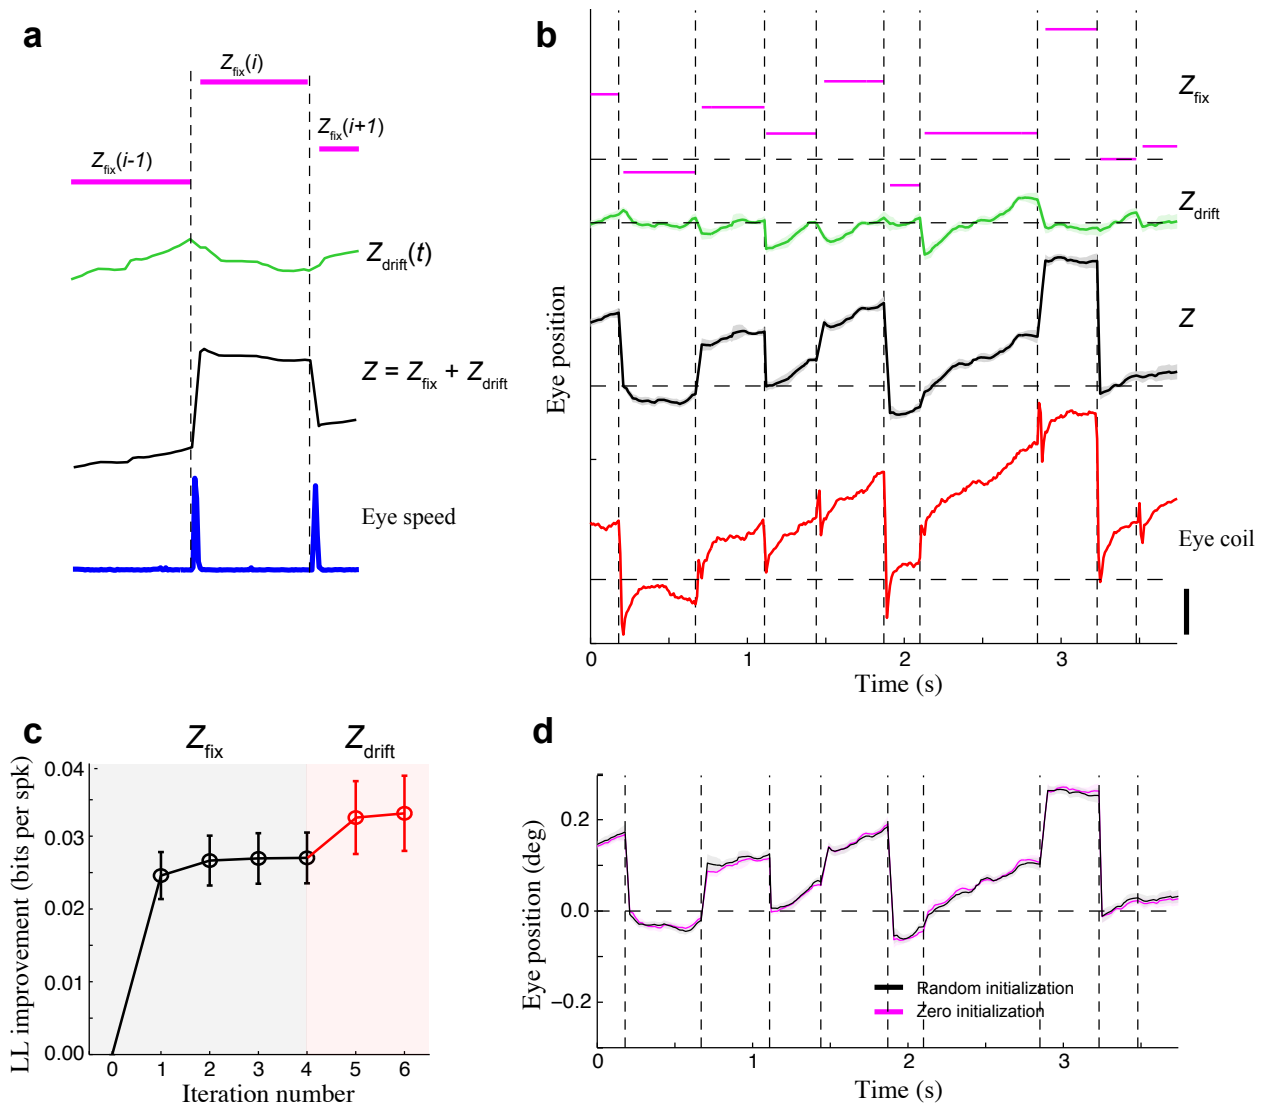 a
Z_fix(i)
Z_fix(i+1)
Z_fix(i-1)
Z_drift(t)
Z = Z_fix + Z_drift
Eye speed
b
Z_fix
Z_drift
Z
Eye coil
Eye position
0 1 2 3
Time (s)
c
Z_fix Z_drift
LL improvement (bits per spk)
0.04
0.03
0.02
0.01
0.00
0 1 2 3 4 5 6
Iteration number
d
Eye position (deg)
0.2
0.0
−0.2
Random initialization
Zero initialization
0 1 2 3
Time (s)